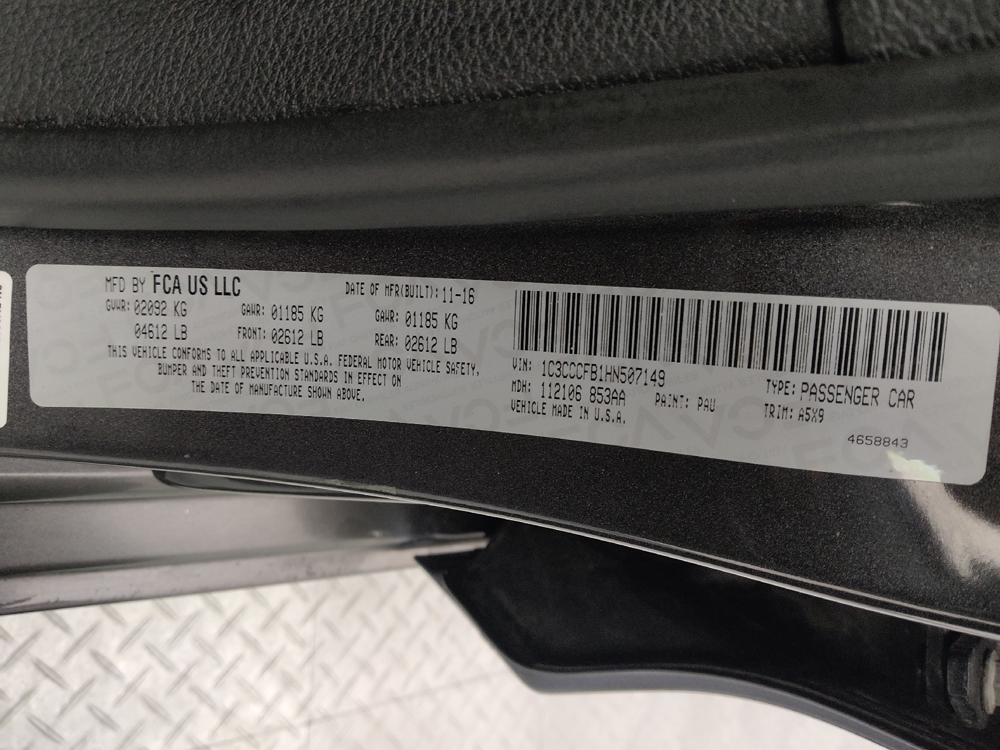 MFD BY FCA US LLC DATE OF MFR(BUILT): 11-16
GVWR: 02092 KG GAWR: 01185 KG GAWR: 01185 KG
04612 LB FRONT: 02612 LB REAR: 02612 LB
THIS VEHICLE CONFORMS TO ALL APPLICABLE U.S.A. FEDERAL MOTOR VEHICLE SAFETY,
BUMPER AND THEFT PREVENTION STANDARDS IN EFFECT ON
THE DATE OF MANUFACTURE SHOWN ABOVE.
VIN: 1C3CCCFB1HN507149 TYPE: PASSENGER CAR
MDH: 112106 853AA PAINT: PAU TRIM: A5X9
VEHICLE MADE IN U.S.A.
4658843